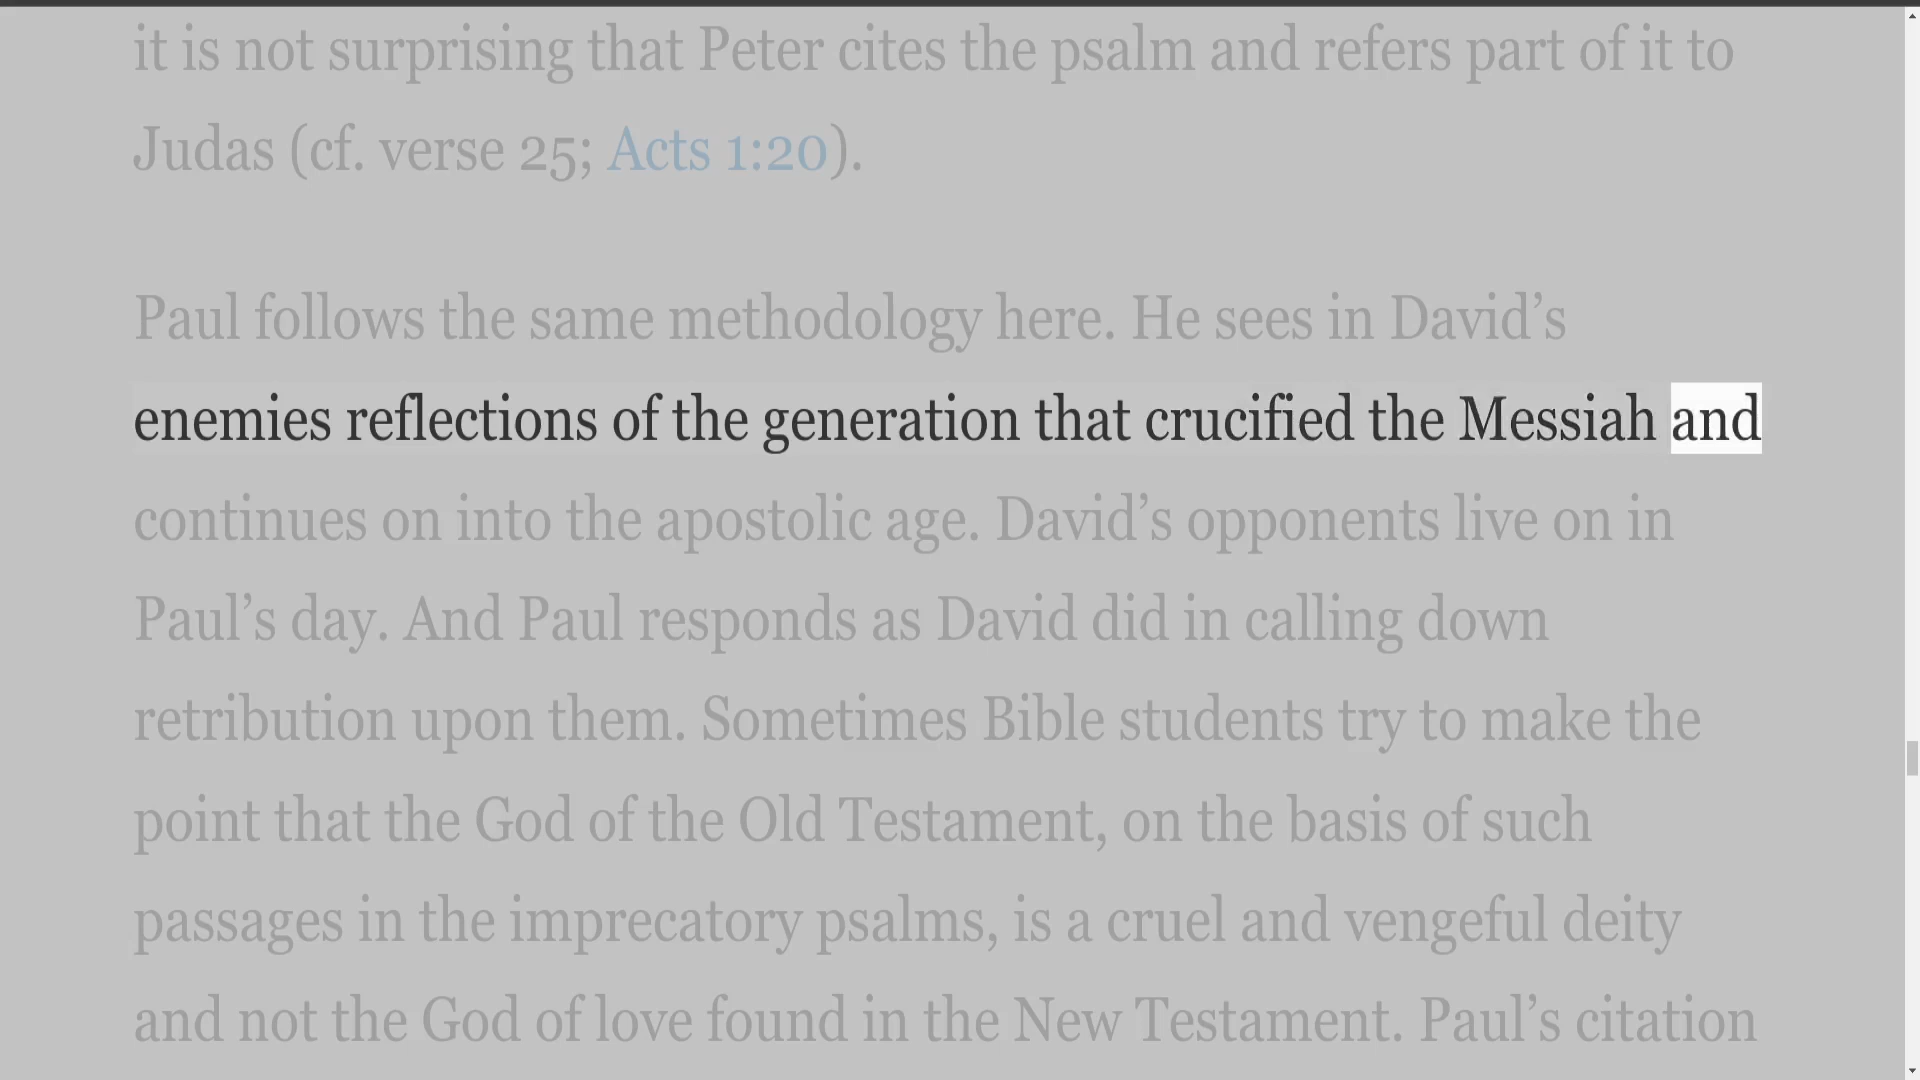 it is not surprising that Peter cites the psalm and refers part of it to
Judas (cf. verse 25; Acts 1:20).
Paul follows the same methodology here. He sees in David’s
enemies reflections of the generation that crucified the Messiah and
continues on into the apostolic age. David’s opponents live on in
Paul’s day. And Paul responds as David did in calling down
retribution upon them. Sometimes Bible students try to make the
point that the God of the Old Testament, on the basis of such
passages in the imprecatory psalms, is a cruel and vengeful deity
and not the God of love found in the New Testament. Paul’s citation